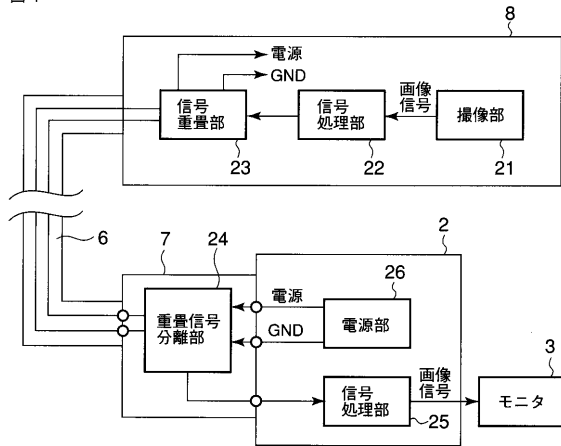 8
電源
GND
信号
重畳部
23
信号
処理部
22
画像
信号
撮像部
21
6
7
24
重畳信号
分離部
2
電源
GND
26
電源部
信号
処理部
25
画像
信号
3
モニタ